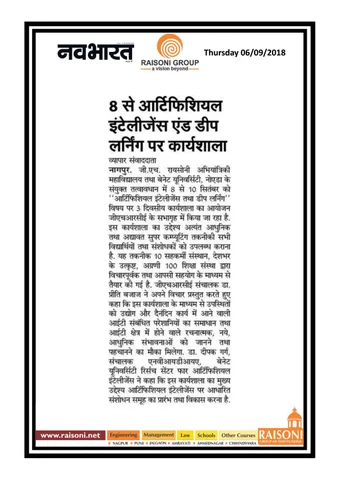 नवभारत
RAISONI GROUP
a vision beyond
Thursday 06/09/2018
8 से आर्टिफिशियल
इंटेलीजेंस एंड डीप
लर्निंग पर कार्यशाला
व्यापार संवाददाता
नागपुर. जी.एच. रायसोनी अभियांत्रिकी
महाविद्यालय तथा बेनेट यूनिवर्सिटी, नोएडा के
संयुक्त तत्वावधान में 8 से 10 सितंबर को
''आर्टिफिशियल इंटेलीजेंस तथा डीप लर्निंग''
विषय पर 3 दिवसीय कार्यशाला का आयोजन
जीएचआरसीई के सभागृह में किया जा रहा है.
इस कार्यशाला का उद्देश्य अत्यंत आधुनिक
तथा अद्यावत सुपर कम्प्युटिंग तकनीकी सभी
विद्यार्थियों तथा संशोधकों को उपलब्ध कराना
है. यह तकनीक 10 सहकर्मी संस्थान, देशभर
के उत्कृष्ट, अग्रणी 100 शिक्षा संस्था द्वारा
विचारपूर्वक तथा आपसी सहयोग के माध्यम से
तैयार की गई है. जीएचआरसीई संचालक डा.
प्रीति बजाज ने अपने विचार प्रस्तुत करते हुए
कहा कि इस कार्यशाला के माध्यम से उपस्थितों
को उद्योग और दैनंदिन कार्य में आने वाली
आईटी संबंधित परेशानियों का समाधान तथा
आईटी क्षेत्र में होने वाले रचनात्मक, नये,
आधुनिक संभावनाओं को जानने तथा
पहचानने का मौका मिलेगा. डा. दीपक गर्ग,
संचालक एनवीआयडीआयए, बेनेट
यूनिवर्सिटी रिसर्च सेंटर फार आर्टिफिशियल
इंटेलीजेंस ने कहा कि इस कार्यशाला का मुख्य
उद्देश्य आर्टिफिशियल इंटेलीजेंस पर आधारित
संशोधन समूह का प्रारंभ तथा विकास करना है.
www.raisoni.net Engineering Management Law Schools Other Courses RAISONI
NAGPUR PUNE JALGAON AMRAVATI AHMEDNAGAR CHHINDWARA